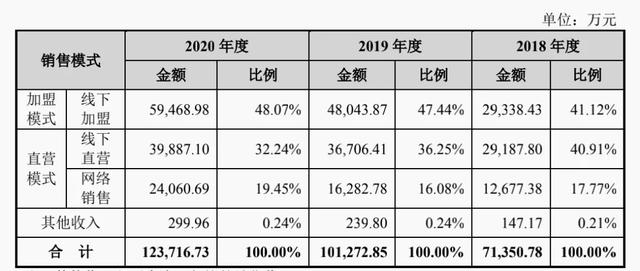 单位：万元
销售模式 2020 年度 2019 年度 2018 年度
金额 比例 金额 比例 金额 比例
加盟模式 线下加盟 59,468.98 48.07% 48,043.87 47.44% 29,338.43 41.12%
直营模式 线下直营 39,887.10 32.24% 36,706.41 36.25% 29,187.80 40.91%
网络销售 24,060.69 19.45% 16,282.78 16.08% 12,677.38 17.77%
其他收入 299.96 0.24% 239.80 0.24% 147.17 0.21%
合 计 123,716.73 100.00% 101,272.85 100.00% 71,350.78 100.00%